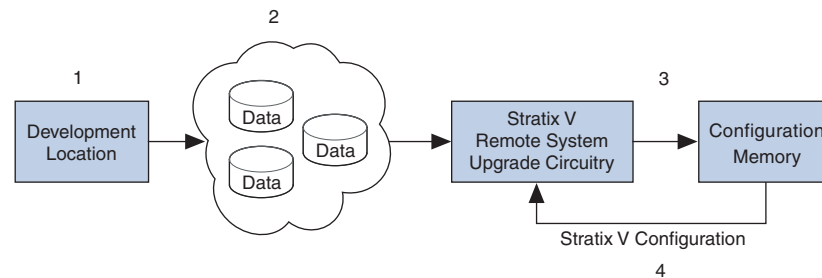 1
2
3
Development
Location
Data
Data
Data
Stratix V
Remote System
Upgrade Circuitry
Configuration
Memory
Stratix V Configuration
4